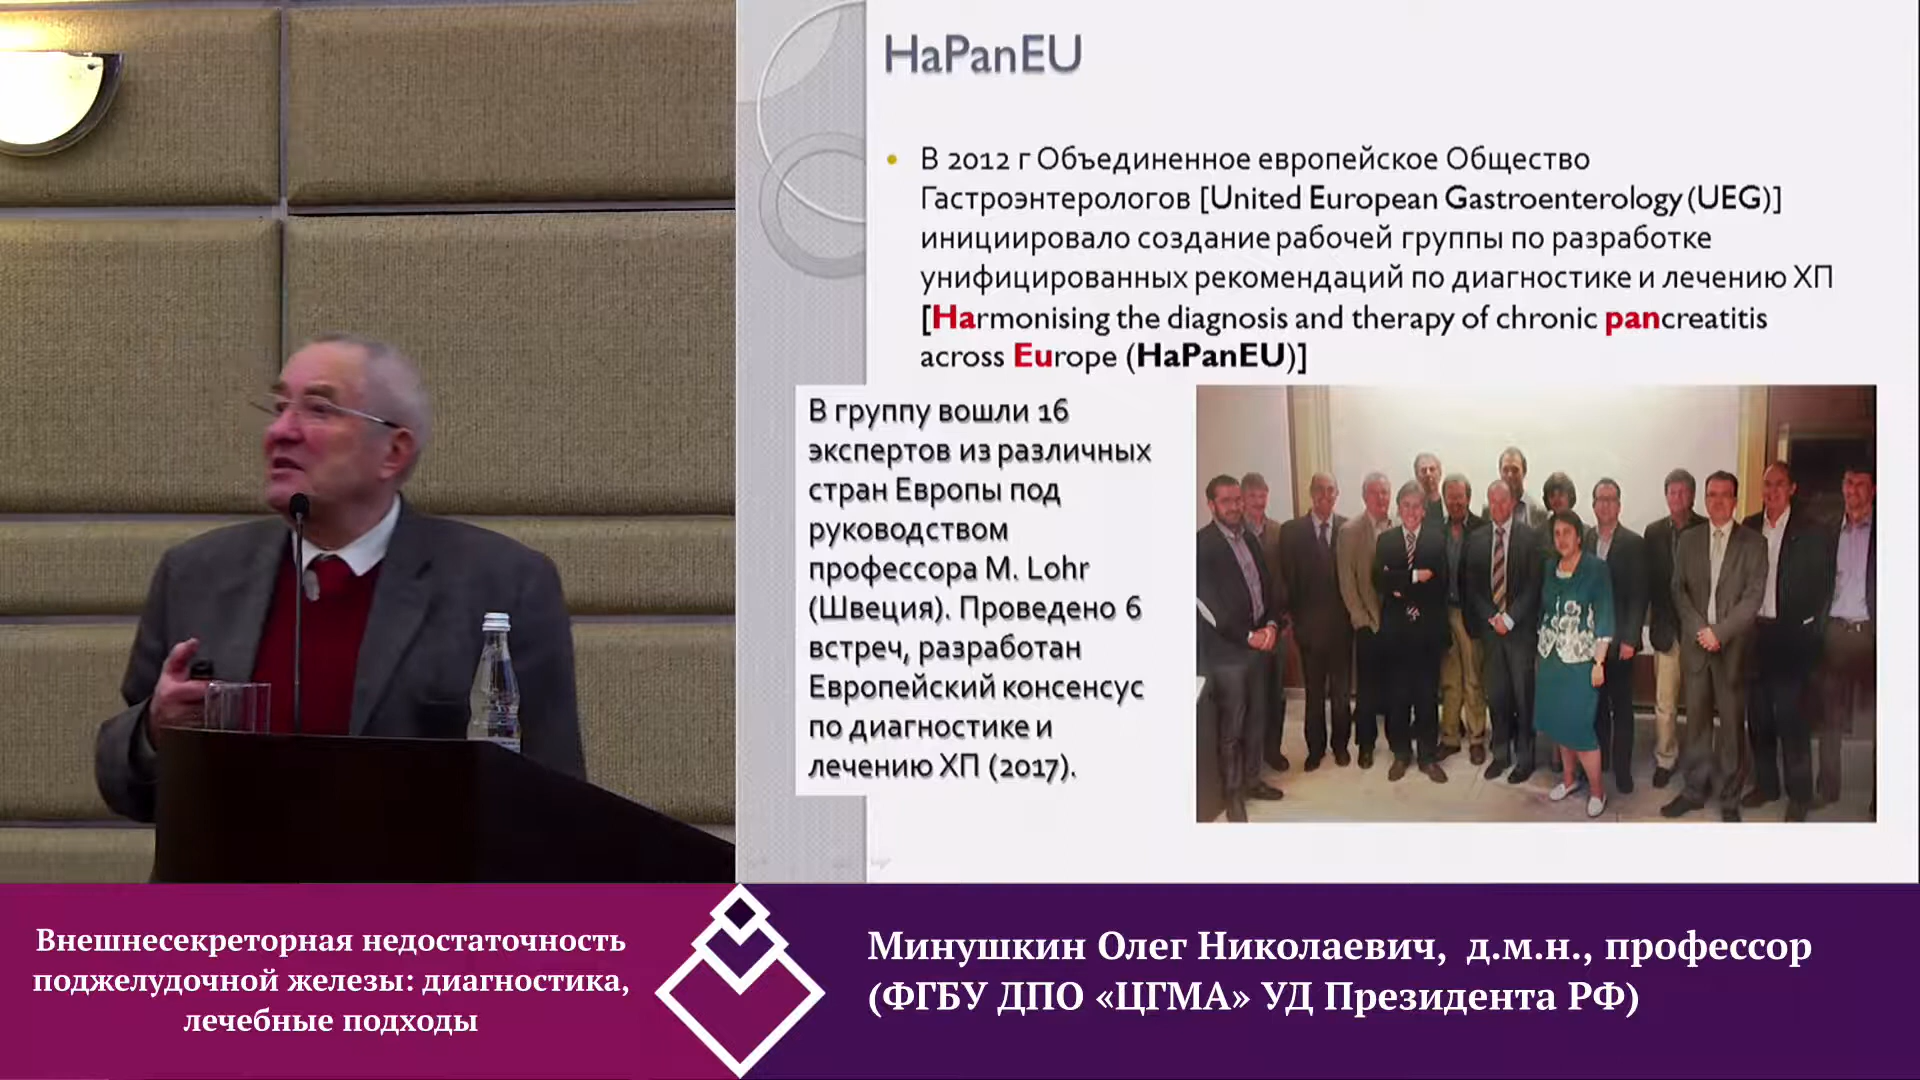 HaPanEU
• В 2012 г Объединенное европейское Общество
Гастроэнтерологов [United European Gastroenterology (UEG)]
инициировало создание рабочей группы по разработке
унифицированных рекомендаций по диагностике и лечению ХП
[Harmonising the diagnosis and therapy of chronic pancreatitis
across Europe (HaPanEU)]
В группу вошли 16
экспертов из различных
стран Европы под
руководством
профессора М. Lohr
(Швеция). Проведено 6
встреч, разработан
Европейский консенсус
по диагностике и
лечению ХП (2017).
Внешнесекреторная недостаточность
поджелудочной железы: диагностика,
лечебные подходы
Минушкин Олег Николаевич, д.м.н., профессор
(ФГБУ ДПО «ЦГМА» УД Президента РФ)